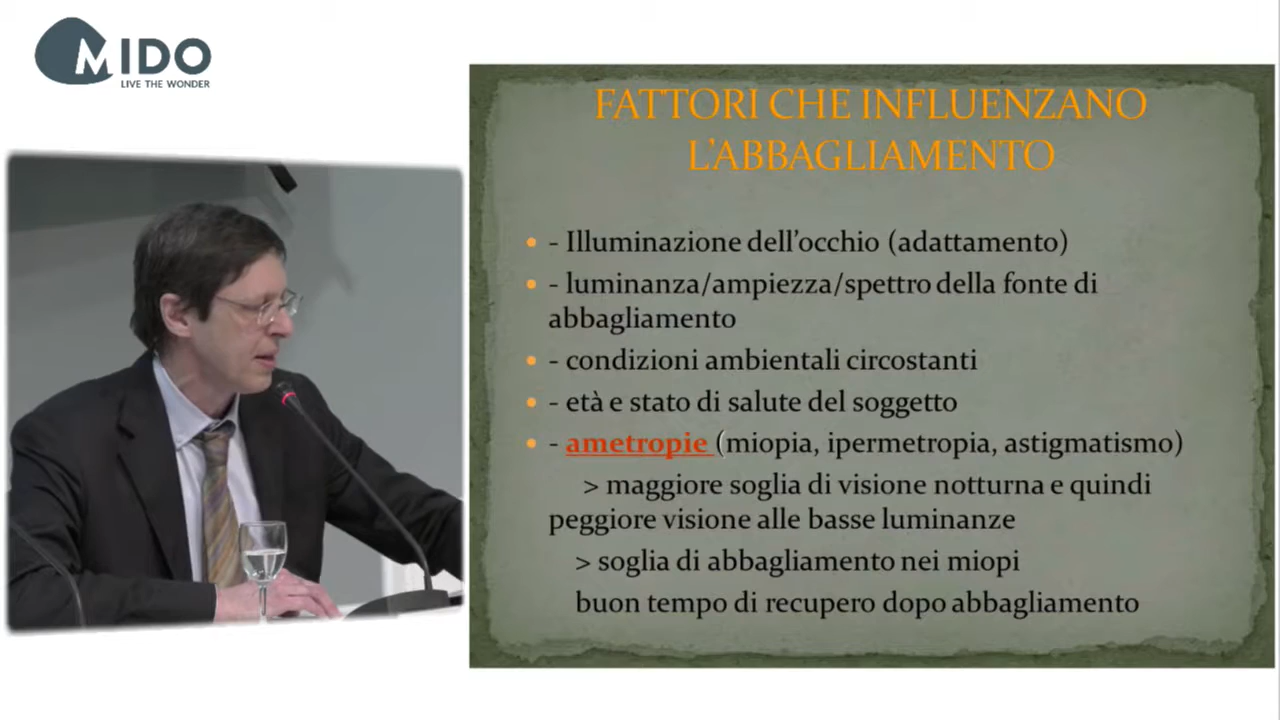 MIDO
LIVE THE WONDER
FATTORI CHE INFLUENZANO
L'ABBAGLIAMENTO
• - Illuminazione dell'occhio (adattamento)
• - luminanza/ampiezza/spettro della fonte di
abbagliamento
• - condizioni ambientali circostanti
• - età e stato di salute del soggetto
• - ametropie (miopia, ipermetropia, astigmatismo)
> maggiore soglia di visione notturna e quindi
peggiore visione alle basse luminanze
> soglia di abbagliamento nei miopi
buon tempo di recupero dopo abbagliamento